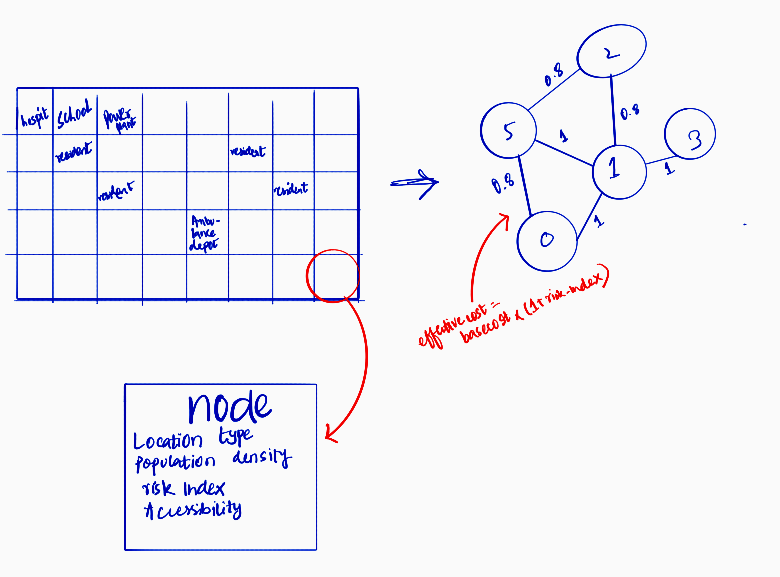 hospit school power plant
resident resident
resident resident
Ambu-
lance
depot
2
0.8
0.8
5
1
3
1
1
0.8
0
1
effective cost =
basecost x (1+risk-index)
node
Location type
Population density
risk Index
Accessibility